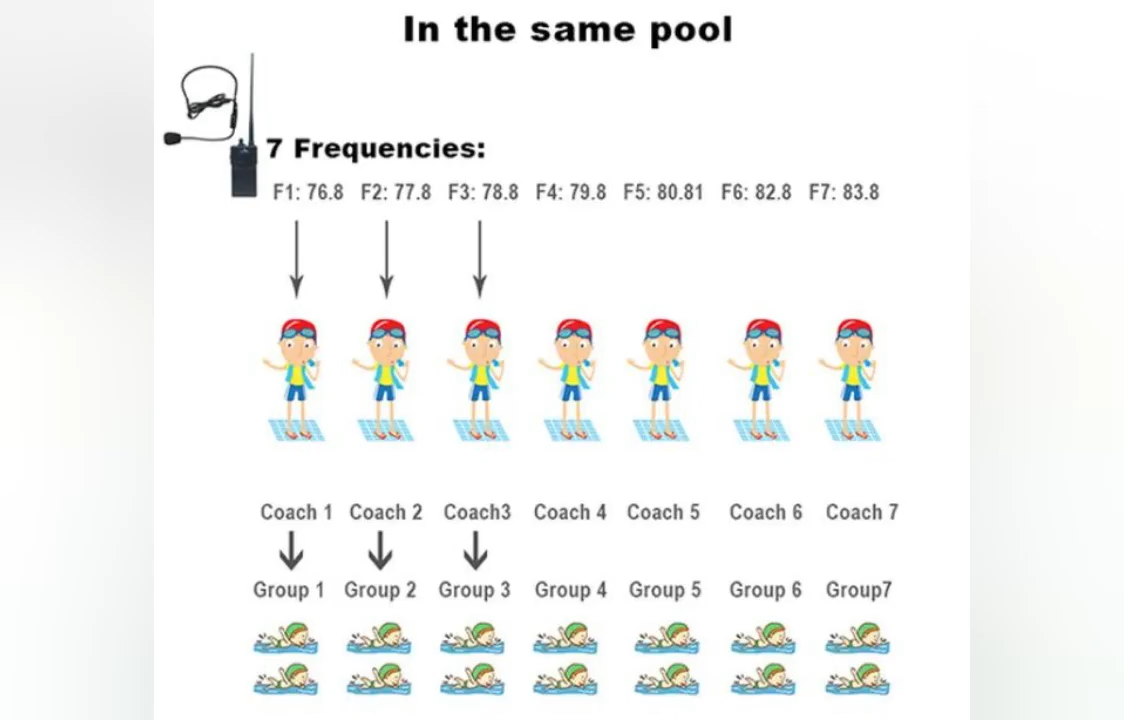 In the same pool
7 Frequencies:
F1: 76.8 F2: 77.8 F3: 78.8 F4: 79.8 F5: 80.81 F6: 82.8 F7: 83.8
Coach 1 Coach 2 Coach3 Coach 4 Coach 5 Coach 6 Coach 7
Group 1 Group 2 Group 3 Group 4 Group 5 Group 6 Group7